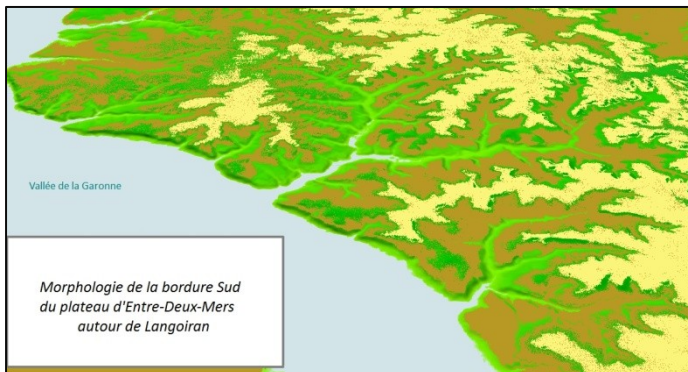 Vallée de la Garonne
Morphologie de la bordure Sud
du plateau d'Entre-Deux-Mers
autour de Langoiran